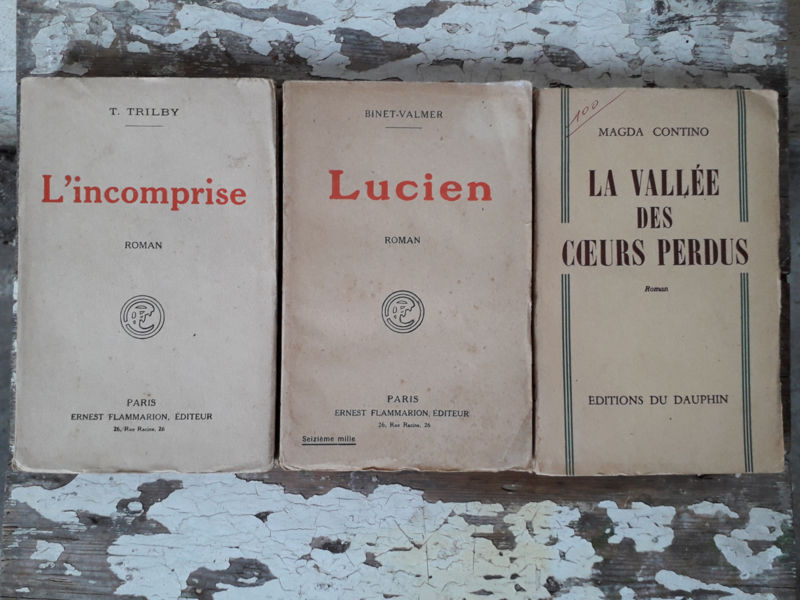 T. TRILBY
L'incomprise
ROMAN
PARIS
ERNEST FLAMMARION, ÉDITEUR
26, Rue Racine, 26
BINET-VALMER
Lucien
ROMAN
PARIS
ERNEST FLAMMARION, ÉDITEUR
26, Rue Racine, 26
Seizième mille
100
MAGDA CONTINO
LA VALLÉE
DES
CŒURS PERDUS
Roman
EDITIONS DU DAUPHIN